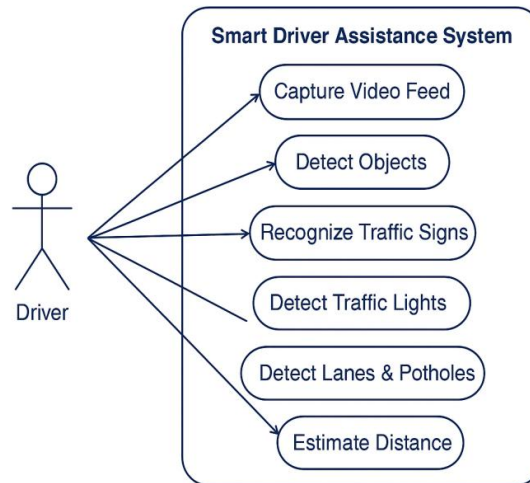 Smart Driver Assistance System
Capture Video Feed
Detect Objects
Recognize Traffic Signs
Detect Traffic Lights
Driver
Detect Lanes & Potholes
Estimate Distance